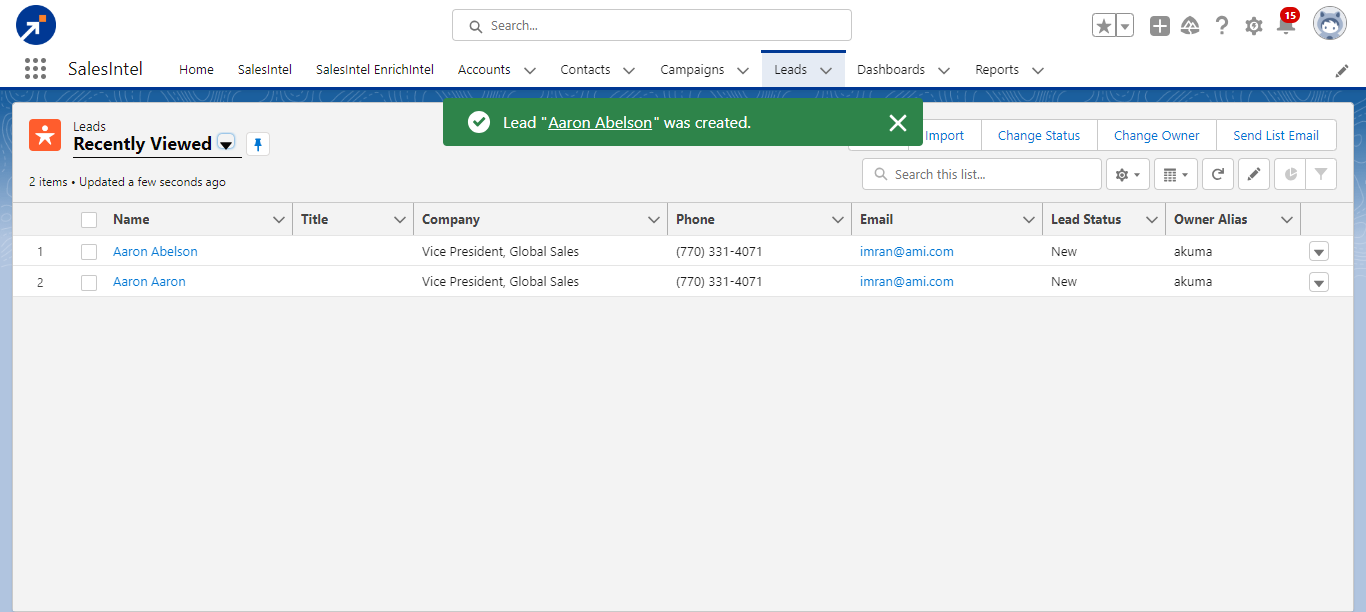 Search...
15
SalesIntel Home SalesIntel SalesIntel EnrichIntel Accounts Contacts Campaigns Leads Dashboards Reports
Lead "Aaron Abelson" was created.
Leads
Recently Viewed
Import Change Status Change Owner Send List Email
2 items • Updated a few seconds ago
Search this list...
Name Title Company Phone Email Lead Status Owner Alias
1 Aaron Abelson Vice President, Global Sales (770) 331-4071 imran@ami.com New akuma
2 Aaron Aaron Vice President, Global Sales (770) 331-4071 imran@ami.com New akuma